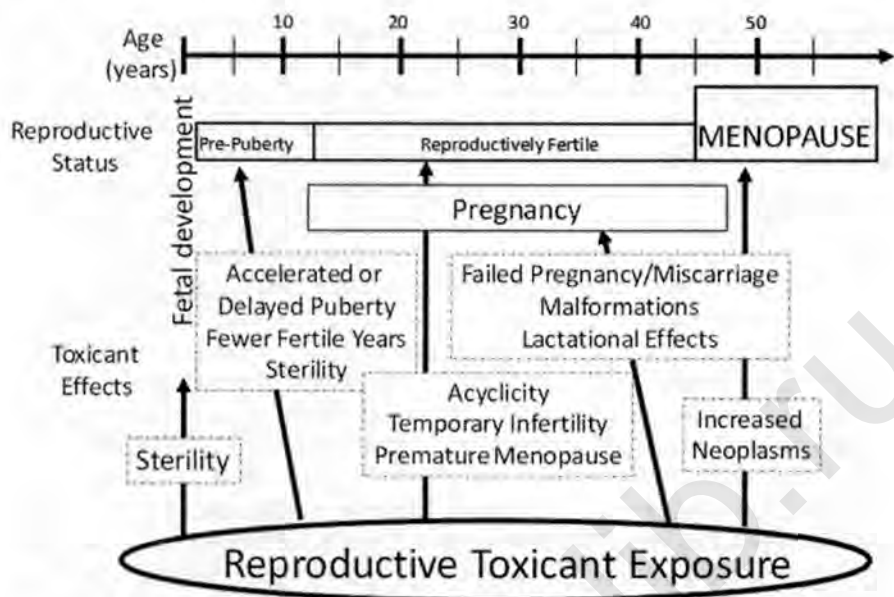 10 20 30 40 50
Age
(years)
Fetal development
Reproductive
Status
Pre-Puberty
Reproductively Fertile
MENOPAUSE
Pregnancy
Accelerated or
Delayed Puberty
Fewer Fertile Years
Sterility
Failed Pregnancy/Miscarriage
Malformations
Lactational Effects
Toxicant
Effects
Acyclicity
Temporary Infertility
Premature Menopause
Increased
Neoplasms
Sterility
Reproductive Toxicant Exposure
lib.ru